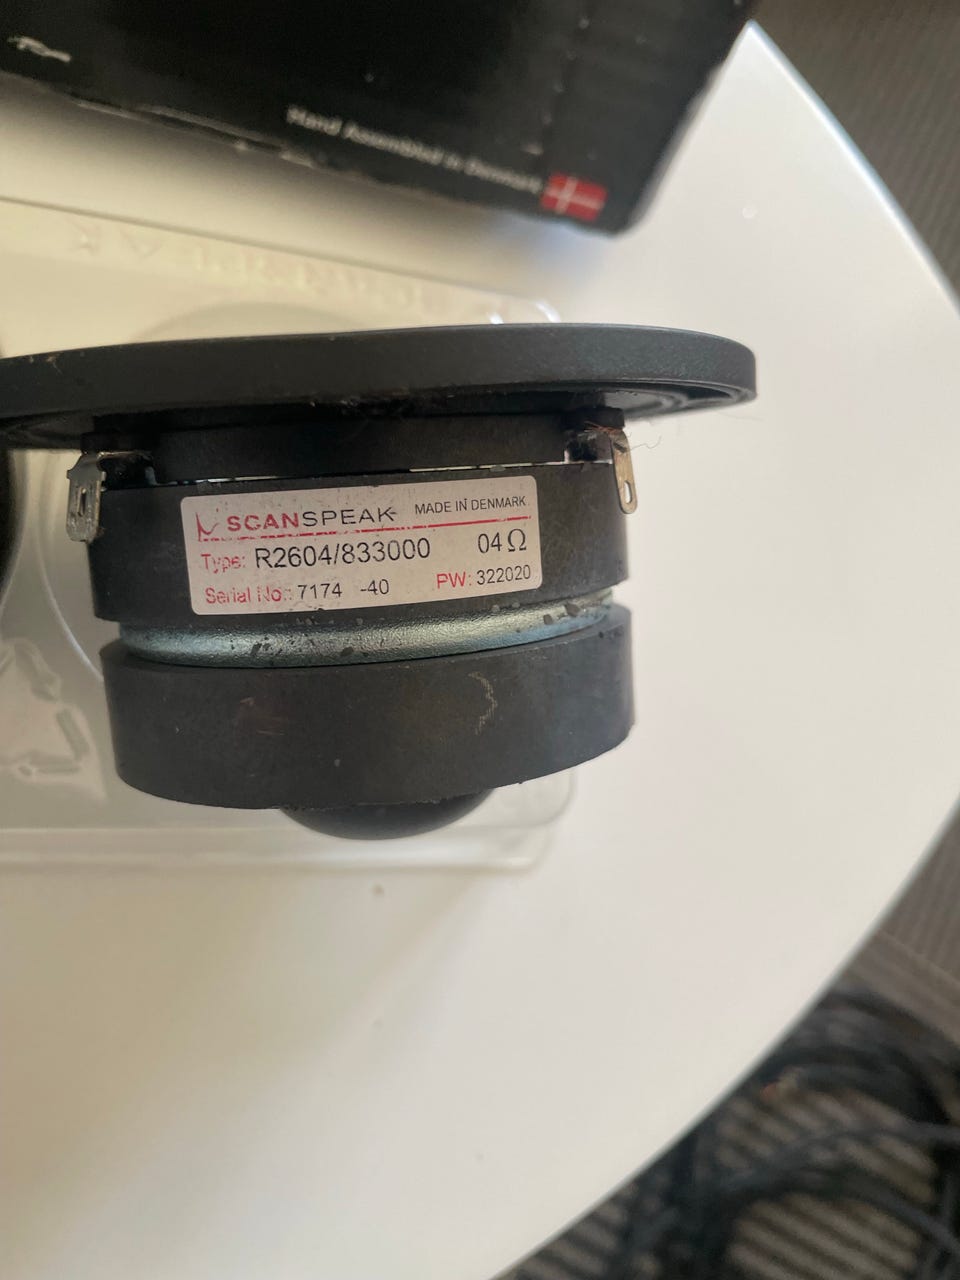 Hand Assembled in Denmark
SCANSPEAK MADE IN DENMARK
Type: R2604/833000 04Ω
Serial No.: 7174 -40 PW: 322020